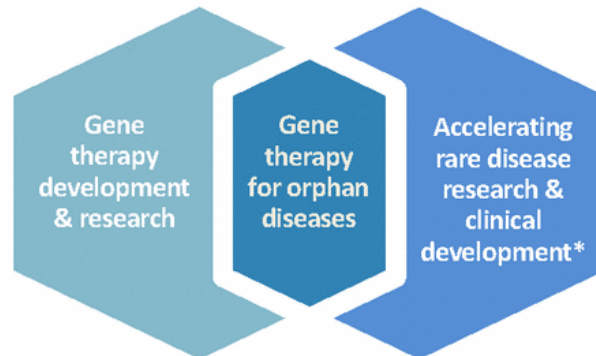 Gene
therapy
development
& research
Gene
therapy
for orphan
diseases
Accelerating
rare disease
research &
clinical
development*